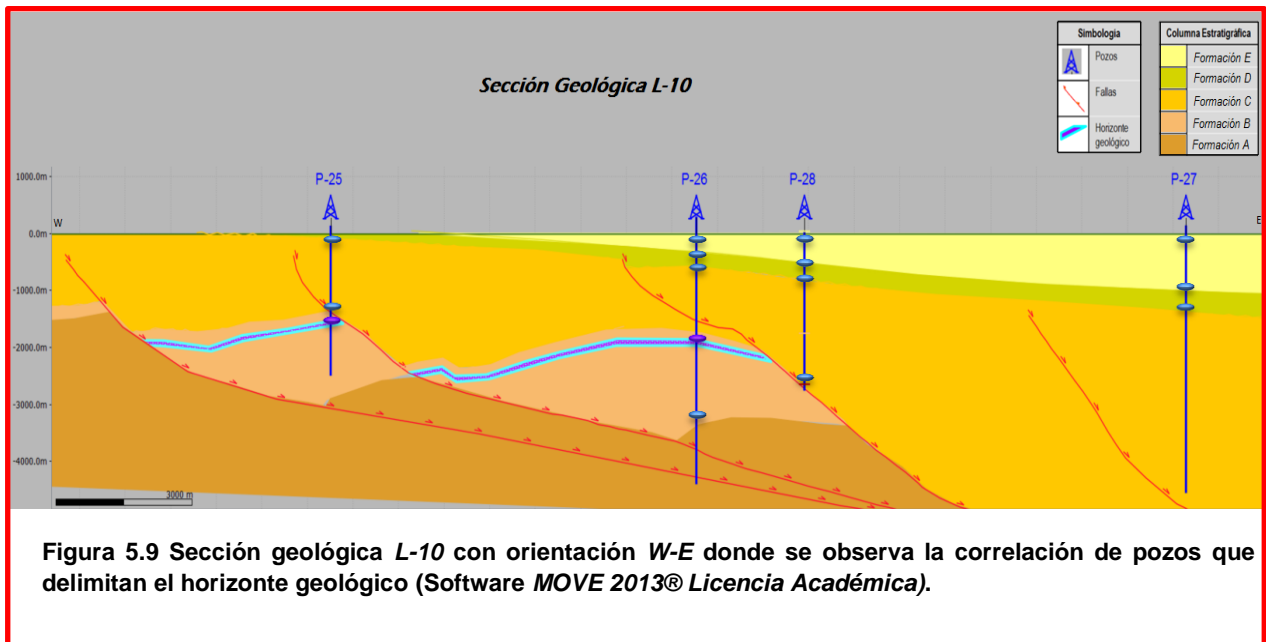 Sección Geológica L-10
Simbologia
Pozos
Fallas
Horizonte
geológico
Columna Estratigráfica
Formación E
Formación D
Formación C
Formación B
Formación A
1000.0m
P-25
P-26
P-28
P-27
W
E
0.0m
-1000.0m
-2000.0m
-3000.0m
-4000.0m
3000 m
Figura 5.9 Sección geológica L-10 con orientación W-E donde se observa la correlación de pozos que
delimitan el horizonte geológico (Software MOVE 2013® Licencia Académica).